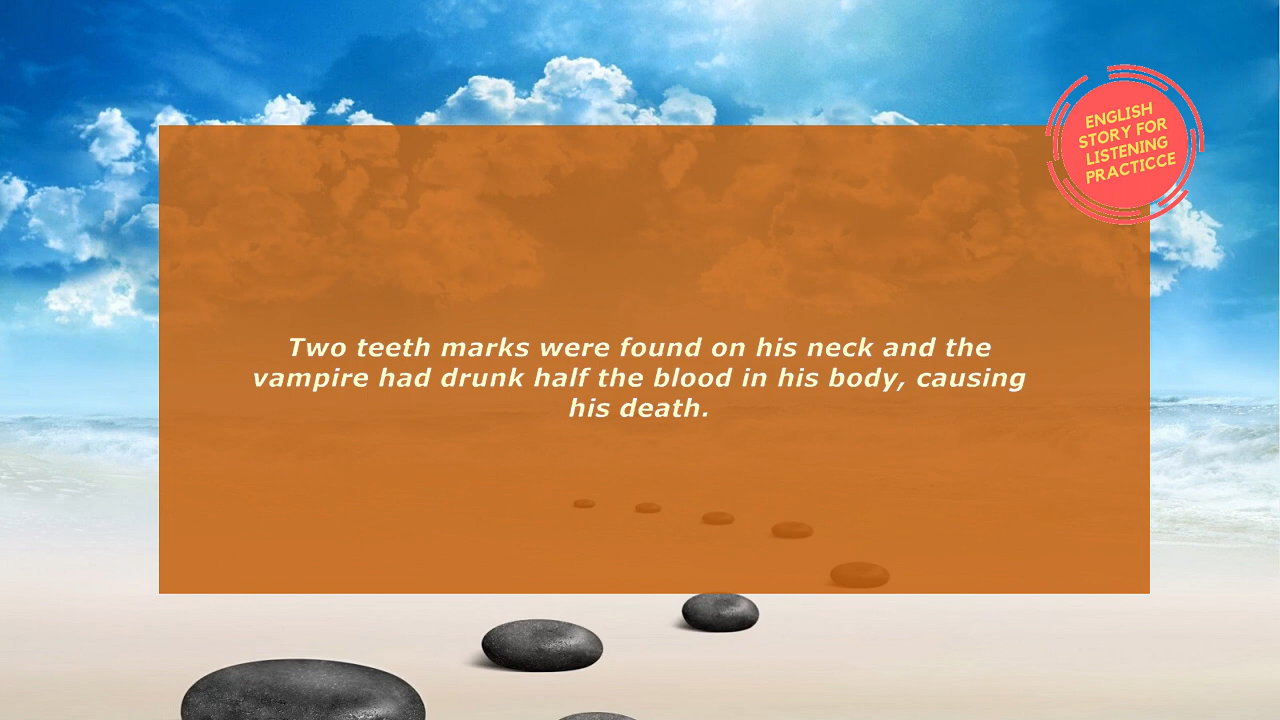 ENGLISH
STORY FOR
LISTENING
PRACTICCE
Two teeth marks were found on his neck and the
vampire had drunk half the blood in his body, causing
his death.